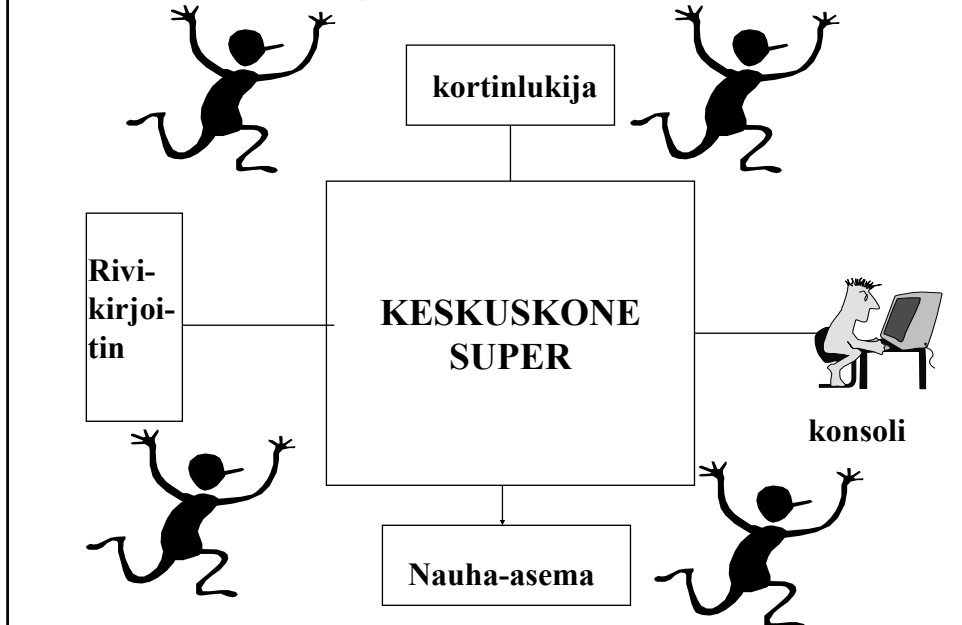 kortinlukija
Rivi-
kirjoi-
tin
KESKUSKONE
SUPER
konsoli
Nauha-asema